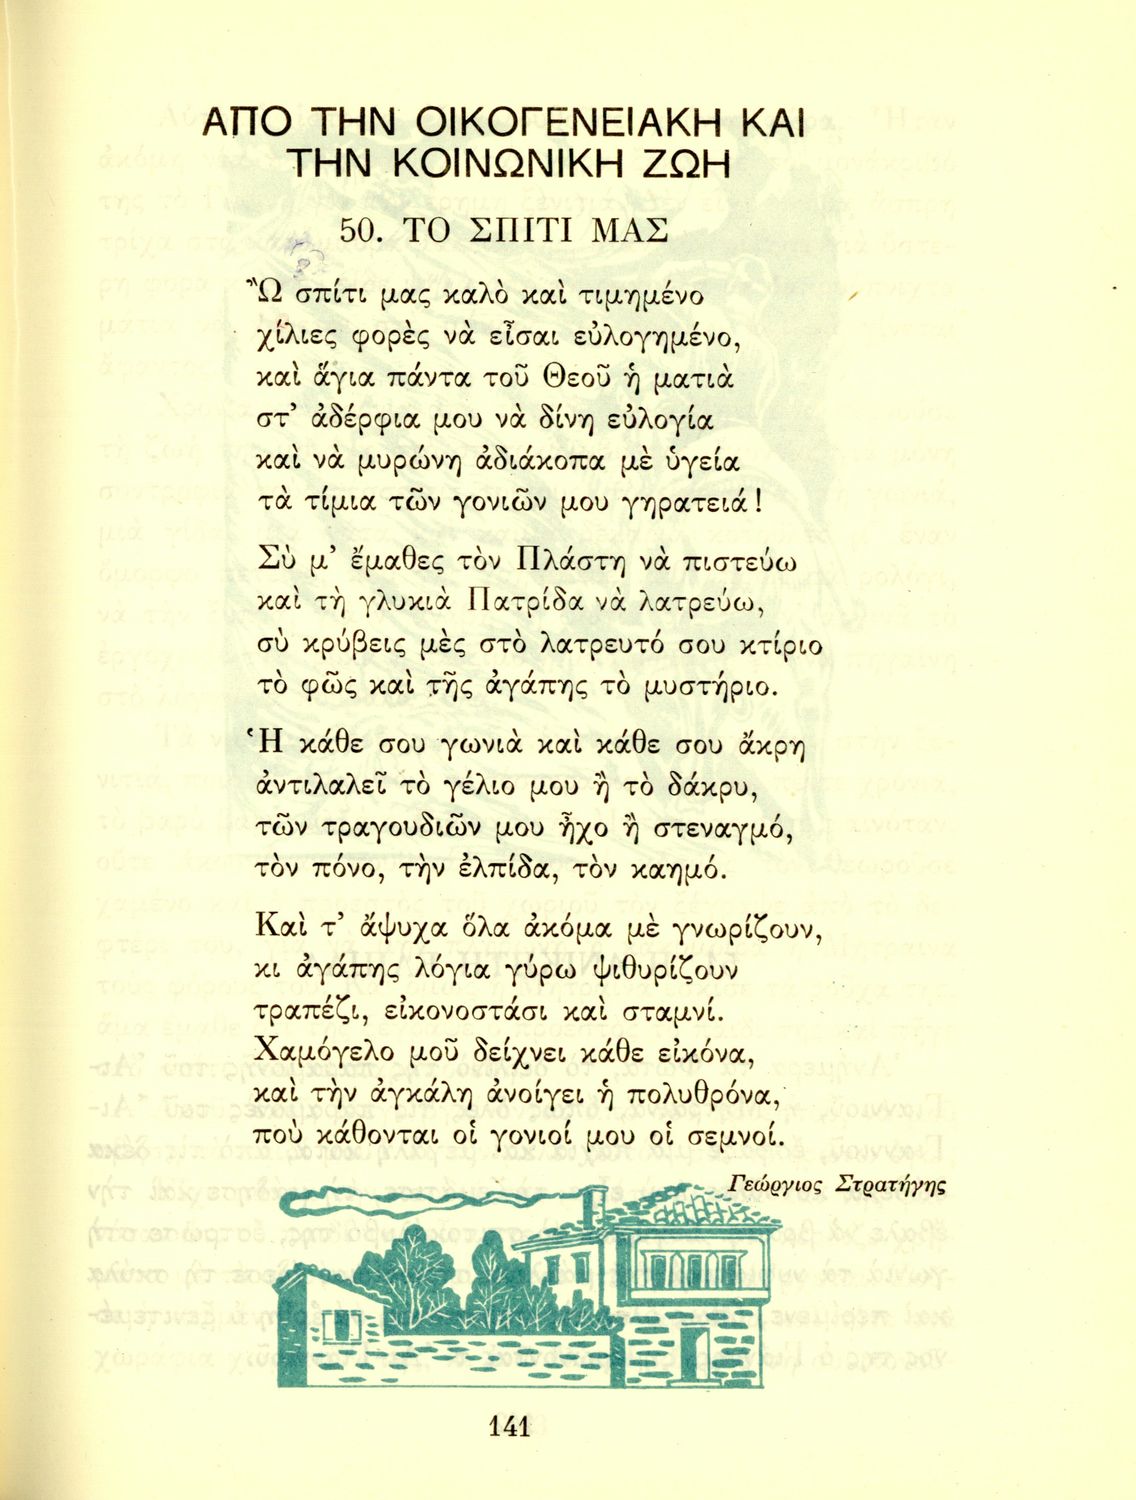 ΑΠΟ ΤΗΝ ΟΙΚΟΓΕΝΕΙΑΚΗ ΚΑΙ
ΤΗΝ ΚΟΙΝΩΝΙΚΗ ΖΩΗ
50. ΤΟ ΣΠΙΤΙ ΜΑΣ
Ὢ σπίτι μας καλὸ καὶ τιμημένο
χίλιες φορὲς νὰ εἶσαι εὐλογημένο,
καὶ ἅγια πάντα τοῦ Θεοῦ ἡ ματιὰ
στ’ ἀδέρφια μου νὰ δίνη εὐλογία
καὶ νὰ μυρώνη ἀδιάκοπα μὲ ὑγεία
τὰ τίμια τῶν γονιῶν μου γηρατειά!
Σὺ μ’ ἔμαθες τὸν Πλάστη νὰ πιστεύω
καὶ τὴ γλυκιὰ Πατρίδα νὰ λατρεύω,
σὺ κρύβεις μὲς στὸ λατρευτό σου κτίριο
τὸ φῶς καὶ τῆς ἀγάπης τὸ μυστήριο.
Ἡ κάθε σου γωνιὰ καὶ κάθε σου ἄκρη
ἀντιλαλεῖ τὸ γέλιο μου ἢ τὸ δάκρυ,
τῶν τραγουδιῶν μου ἦχο ἢ στεναγμό,
τὸν πόνο, τὴν ἐλπίδα, τὸν καημό.
Καὶ τ’ ἄψυχα ὅλα ἀκόμα μὲ γνωρίζουν,
κι ἀγάπης λόγια γύρω ψιθυρίζουν
τραπέζι, εἰκονοστάσι καὶ σταμνί.
Χαμόγελο μοῦ δείχνει κάθε εἰκόνα,
καὶ τὴν ἀγκάλη ἀνοίγει ἡ πολυθρόνα,
ποὺ κάθονται οἱ γονιοί μου οἱ σεμνοί.
Γεώργιος Στρατήγης
141